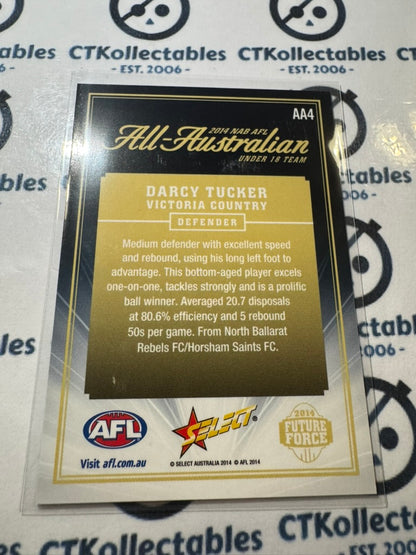 CTKollectables
CTKollectables
- EST. 2006 -
AA4
2014 NAB AFL
All-Australian
UNDER 18 TEAM
DARCY TUCKER
VICTORIA COUNTRY
DEFENDER
Medium defender with excellent speed
and rebound, using his long left foot to
advantage. This bottom-aged player excels
one-on-one, tackles strongly and is a prolific
ball winner. Averaged 20.7 disposals
at 80.6% efficiency and 5 rebound
50s per game. From North Ballarat
Rebels FC/Horsham Saints FC.
AFL
Visit afl.com.au
SELECT
© SELECT AUSTRALIA 2014 © AFL 2014
2014
FUTURE
FORCE
CTKollectables